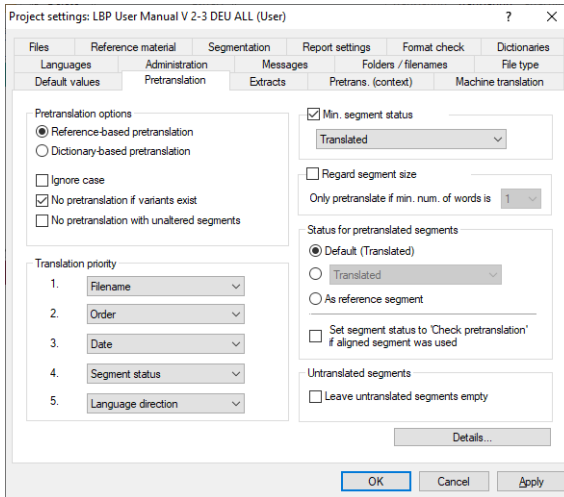 Project settings: LBP User Manual V 2-3 DEU ALL (User)
?
Files
Reference material
Segmentation
Report settings
Format check
Dictionaries
Languages
Administration
Messages
Folders / filenames
File type
Default values
Pretranslation
Extracts
Pretrans. (context)
Machine translation
Pretranslation options
Reference-based pretranslation
Dictionary-based pretranslation
Ignore case
No pretranslation if variants exist
No pretranslation with unaltered segments
Translation priority
1. Filename
2. Order
3. Date
4. Segment status
5. Language direction
Min. segment status
Translated
Regard segment size
Only pretranslate if min. num. of words is 1
Status for pretranslated segments
Default (Translated)
Translated
As reference segment
Set segment status to 'Check pretranslation'
if aligned segment was used
Untranslated segments
Leave untranslated segments empty
Details...
OK
Cancel
Apply